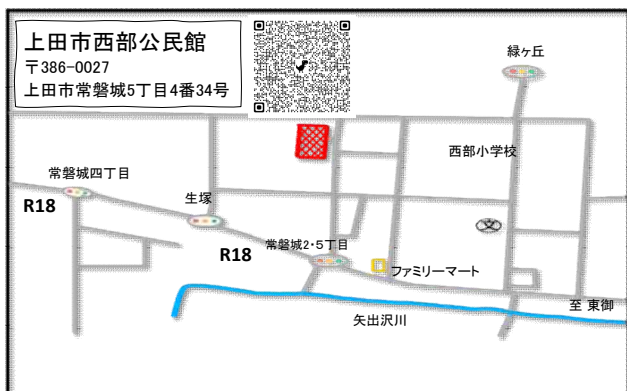 上田市西部公民館
〒386-0027
上田市常磐城5丁目4番34号
緑ヶ丘
西部小学校
常磐城四丁目
生塚
R18
R18
常磐城2・5丁目
文
ファミリーマート
至 東御
矢出沢川